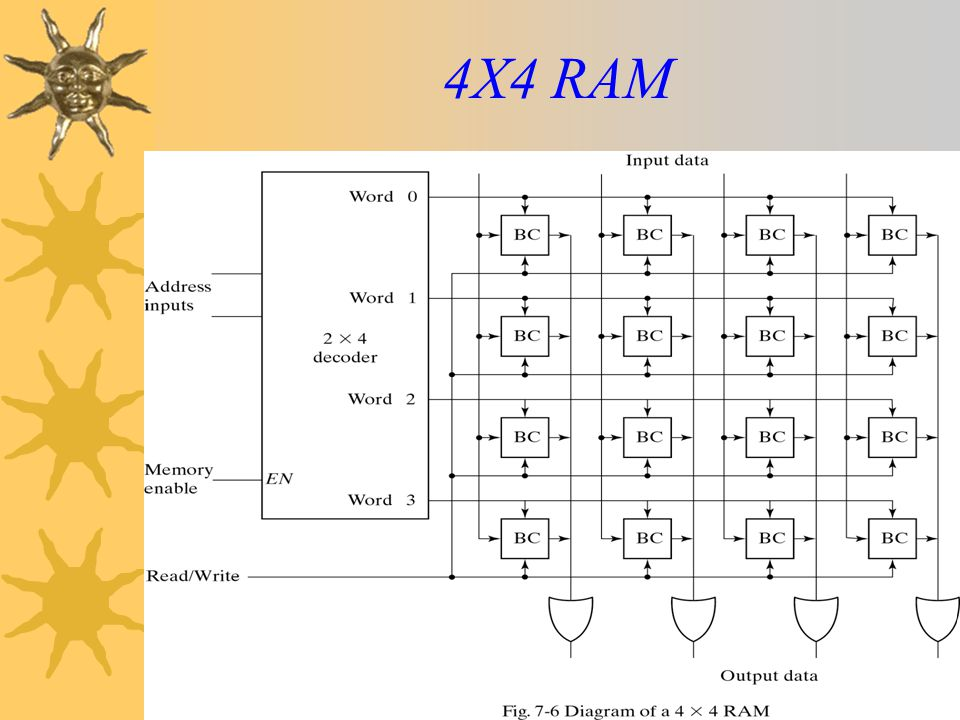 4X4 RAM
Input data
Word 0
BC BC BC BC
Address
inputs
Word 1
2 × 4
decoder
BC BC BC BC
Word 2
BC BC BC BC
Memory
enable
EN
Word 3
BC BC BC BC
Read/Write
Output data
Fig. 7-6 Diagram of a 4 × 4 RAM